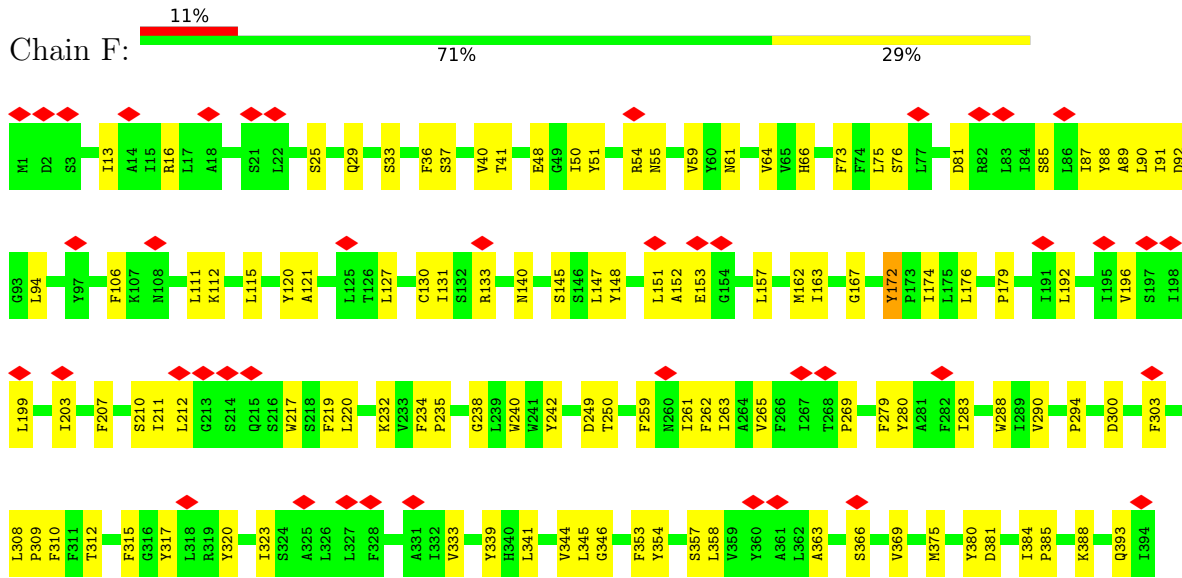 11%
Chain F:
71% 29%
M1 D2 S3 I13 A14 I15 R16 L17 A18 S21 L22 S25 Q29 S33 F36 S37 V40 T41 E48 G49 I50 Y51 R54 N55 V59 Y60 N61 V64 V65 H66 F73 F74 L75 S76 L77 D81 R82 L83 I84 S85 L86 I87 Y88 A89 L90 I91 D92
G93 L94 Y97 F106 K107 N108 L111 K112 L115 Y120 A121 L125 T126 L127 C130 I131 S132 R133 N140 S145 S146 L147 Y148 L151 A152 E153 G154 L157 M162 I163 G167 Y172 P173 I174 L175 L176 P179 I191 L192 I195 V196 S197 I198
L199 I203 F207 S210 I211 L212 G213 S214 Q215 S216 W217 S218 F219 L220 K232 V233 F234 P235 G238 L239 W240 W241 Y242 D249 T250 F259 N260 I261 F262 I263 A264 V265 F266 I267 T268 P269 F279 Y280 A281 F282 I283 W288 I289 V290 P294 D300 F303
L308 P309 F310 F311 T312 F315 G316 Y317 L318 R319 Y320 I323 S324 A325 L326 L327 F328 A331 I332 V333 Y339 H340 L341 V344 L345 G346 F353 Y354 S357 L358 V359 Y360 A361 L362 A363 S366 V369 M375 Y380 D381 I384 P385 K388 Q393 I394